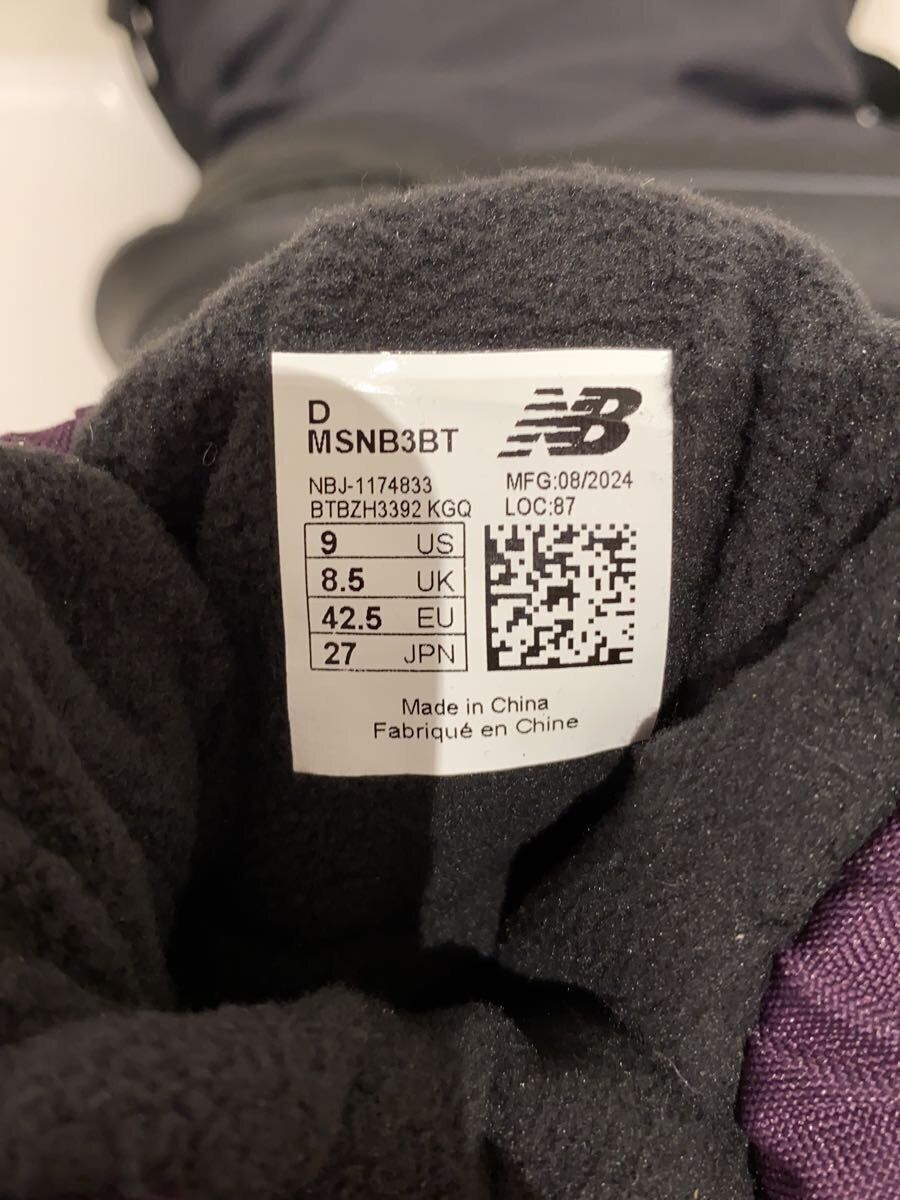 D
MSNB3BT
NB
NBJ-1174833
MFG:08/2024
BTBZH3392 KGQ
LOC:87
9 US
8.5 UK
42.5 EU
27 JPN
Made in China
Fabriqué en Chine